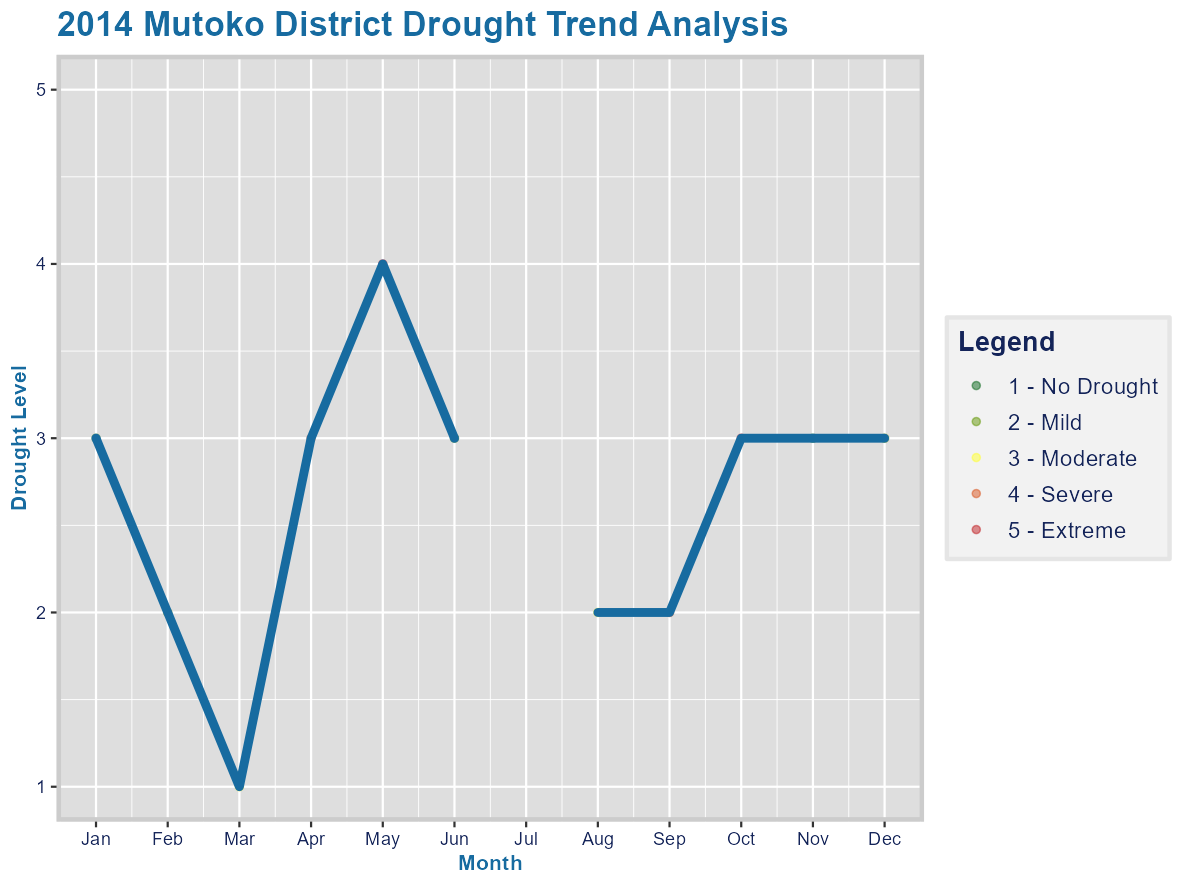 2014 Mutoko District Drought Trend Analysis
5
4
3
2
1
Drought Level
Jan Feb Mar Apr May Jun Jul Aug Sep Oct Nov Dec
Month
Legend
1 - No Drought
2 - Mild
3 - Moderate
4 - Severe
5 - Extreme